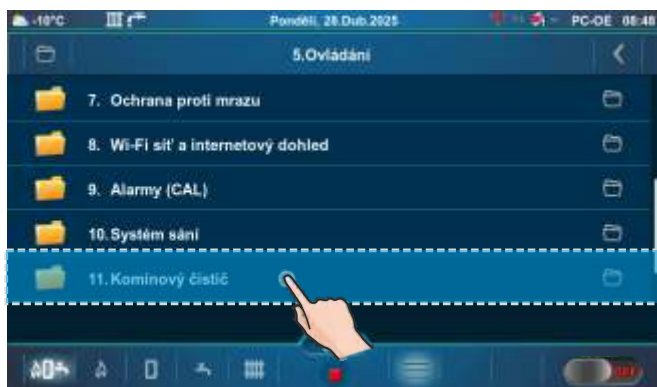 -10°C Pondělí, 28.Dub.2025 PC-OE 08:48
5.Ovládání
7. Ochrana proti mrazu
8. Wi-Fi síť a internetový dohled
9. Alarmy (CAL)
10.Systém sání
11.Kominový čistič
OFF